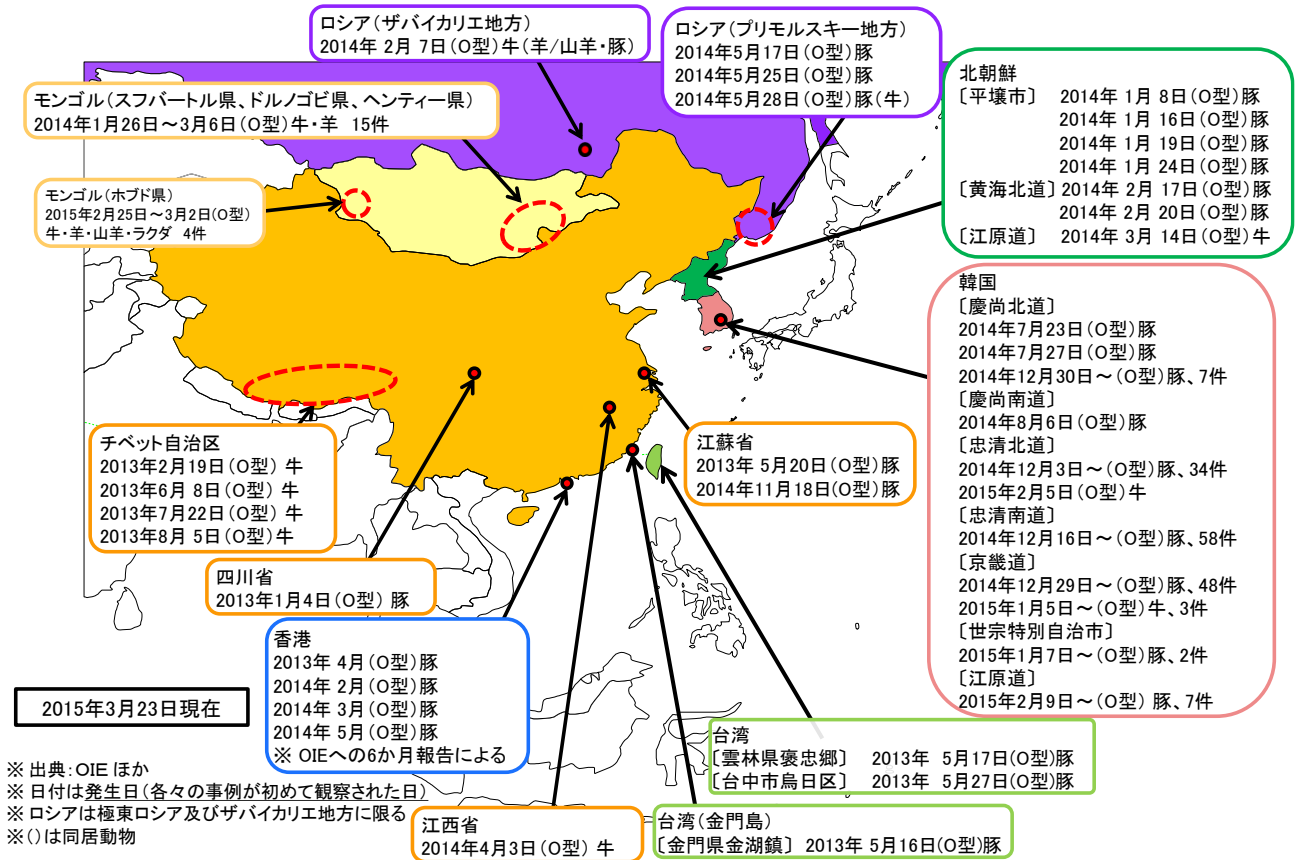 ロシア(ザバイカリエ地方)
2014年 2月 7日(O型)牛(羊/山羊・豚)
ロシア(プリモルスキー地方)
2014年5月17日(O型)豚
2014年5月25日(O型)豚
2014年5月28日(O型)豚(牛)
北朝鮮
〔平壌市〕 2014年 1月 8日(O型)豚
2014年 1月 16日(O型)豚
2014年 1月 19日(O型)豚
2014年 1月 24日(O型)豚
〔黄海北道〕2014年 2月 17日(O型)豚
2014年 2月 20日(O型)豚
〔江原道〕 2014年 3月 14日(O型)牛
モンゴル(スフバートル県、ドルノゴビ県、ヘンティー県)
2014年1月26日～3月6日(O型)牛・羊 15件
モンゴル(ホブド県)
2015年2月25日～3月2日(O型)
牛・羊・山羊・ラクダ 4件
韓国
〔慶尚北道〕
2014年7月23日(O型)豚
2014年7月27日(O型)豚
2014年12月30日～(O型)豚、7件
〔慶尚南道〕
2014年8月6日(O型)豚
〔忠清北道〕
2014年12月3日～(O型)豚、34件
2015年2月5日(O型)牛
〔忠清南道〕
2014年12月16日～(O型)豚、58件
〔京畿道〕
2014年12月29日～(O型)豚、48件
2015年1月5日～(O型)牛、3件
〔世宗特別自治市〕
2015年1月7日～(O型)豚、2件
〔江原道〕
2015年2月9日～(O型) 豚、7件
チベット自治区
2013年2月19日(O型) 牛
2013年6月 8日(O型) 牛
2013年7月22日(O型) 牛
2013年8月 5日(O型)牛
江蘇省
2013年 5月20日(O型)豚
2014年11月18日(O型)豚
四川省
2013年1月4日(O型) 豚
香港
2013年 4月(O型)豚
2014年 2月(O型)豚
2014年 3月(O型)豚
2014年 5月(O型)豚
※ OIEへの6か月報告による
2015年3月23日現在
台湾
〔雲林県褒忠郷〕 2013年 5月17日(O型)豚
〔台中市烏日区〕 2013年 5月27日(O型)豚
※ 出典:OIE ほか
※ 日付は発生日(各々の事例が初めて観察された日)
※ ロシアは極東ロシア及びザバイカリエ地方に限る
※()は同居動物
江西省
2014年4月3日(O型) 牛
台湾(金門島)
〔金門県金湖鎮〕 2013年 5月16日(O型)豚